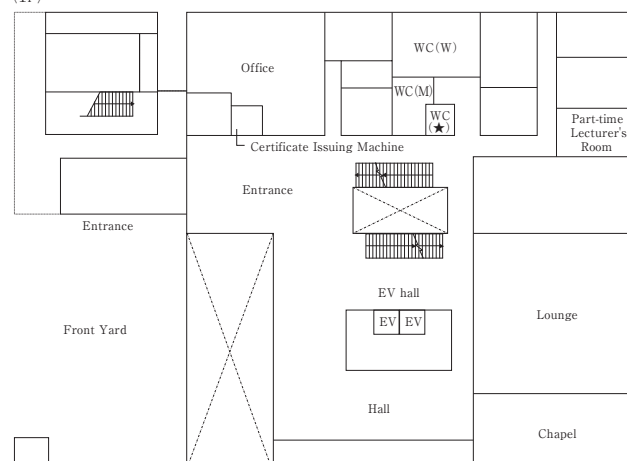 (1F)
WC(W)
Office
WC(M)
WC
(★)
Part-time
Lecturer's
Room
Certificate Issuing Machine
Entrance
Entrance
EV hall
Lounge
EV EV
Front Yard
Hall
Chapel